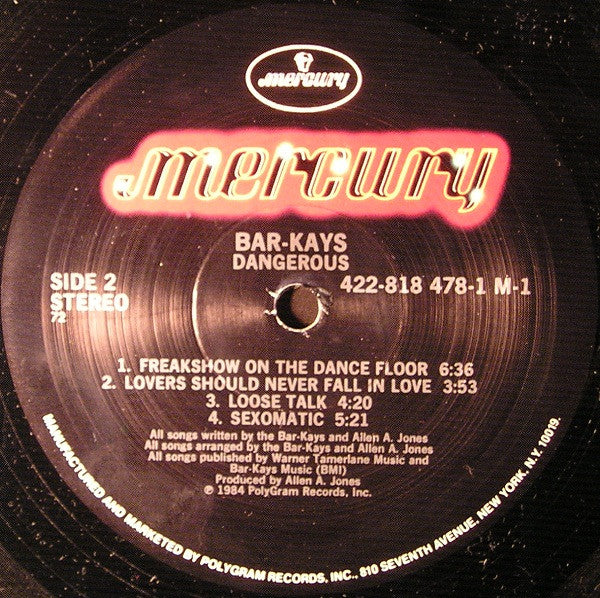 mercury
mercury
BAR-KAYS
DANGEROUS
SIDE 2
STEREO
72
422-818 478-1 M-1
1. FREAKSHOW ON THE DANCE FLOOR 6:36
2. LOVERS SHOULD NEVER FALL IN LOVE 3:53
3. LOOSE TALK 4:20
4. SEXOMATIC 5:21
All songs written by the Bar-Kays and Allen A. Jones
All songs arranged by the Bar-Kays and Allen A. Jones
All songs published by Warner Tamerlane Music and
Bar-Kays Music (BMI)
Produced by Allen A. Jones
℗ 1984 PolyGram Records, Inc.
MANUFACTURED AND MARKETED BY POLYGRAM RECORDS, INC., 810 SEVENTH AVENUE, NEW YORK, N.Y. 10019.